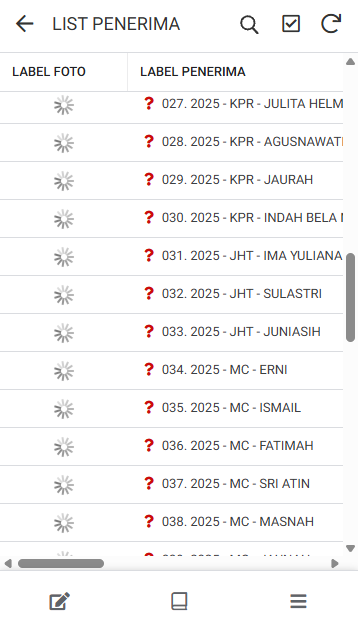 LIST PENERIMA
LABEL FOTO LABEL PENERIMA
? 027. 2025 - KPR - JULITA HELM
? 028. 2025 - KPR - AGUSNAWATI
? 029. 2025 - KPR - JAURAH
? 030. 2025 - KPR - INDAH BELA
? 031. 2025 - JHT - IMA YULIANA
? 032. 2025 - JHT - SULASTRI
? 033. 2025 - JHT - JUNIASIH
? 034. 2025 - MC - ERNI
? 035. 2025 - MC - ISMAIL
? 036. 2025 - MC - FATIMAH
? 037. 2025 - MC - SRI ATIN
? 038. 2025 - MC - MASNAH